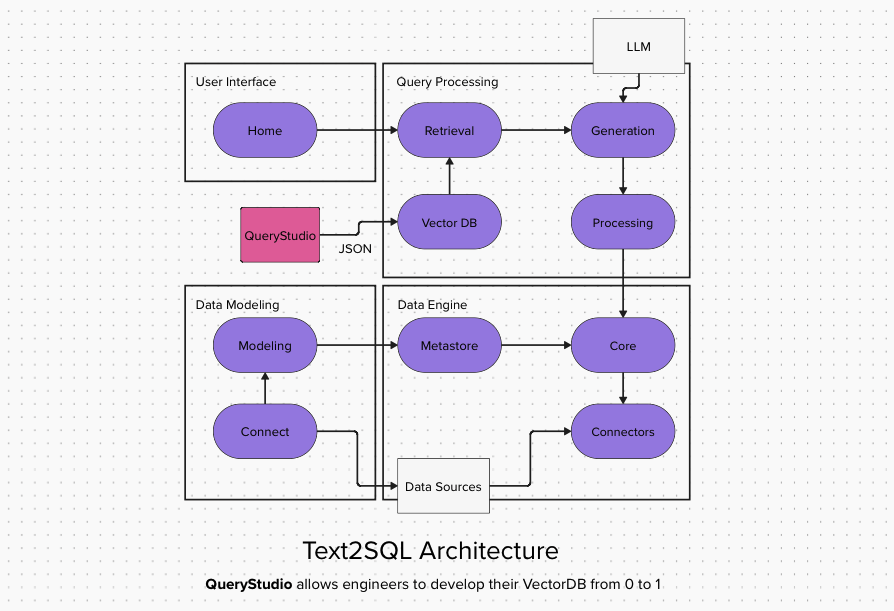 LLM
User Interface
Query Processing
Home
Retrieval
Generation
QueryStudio
JSON
Vector DB
Processing
Data Modeling
Data Engine
Modeling
Metastore
Core
Connect
Connectors
Data Sources
Text2SQL Architecture
QueryStudio allows engineers to develop their VectorDB from 0 to 1